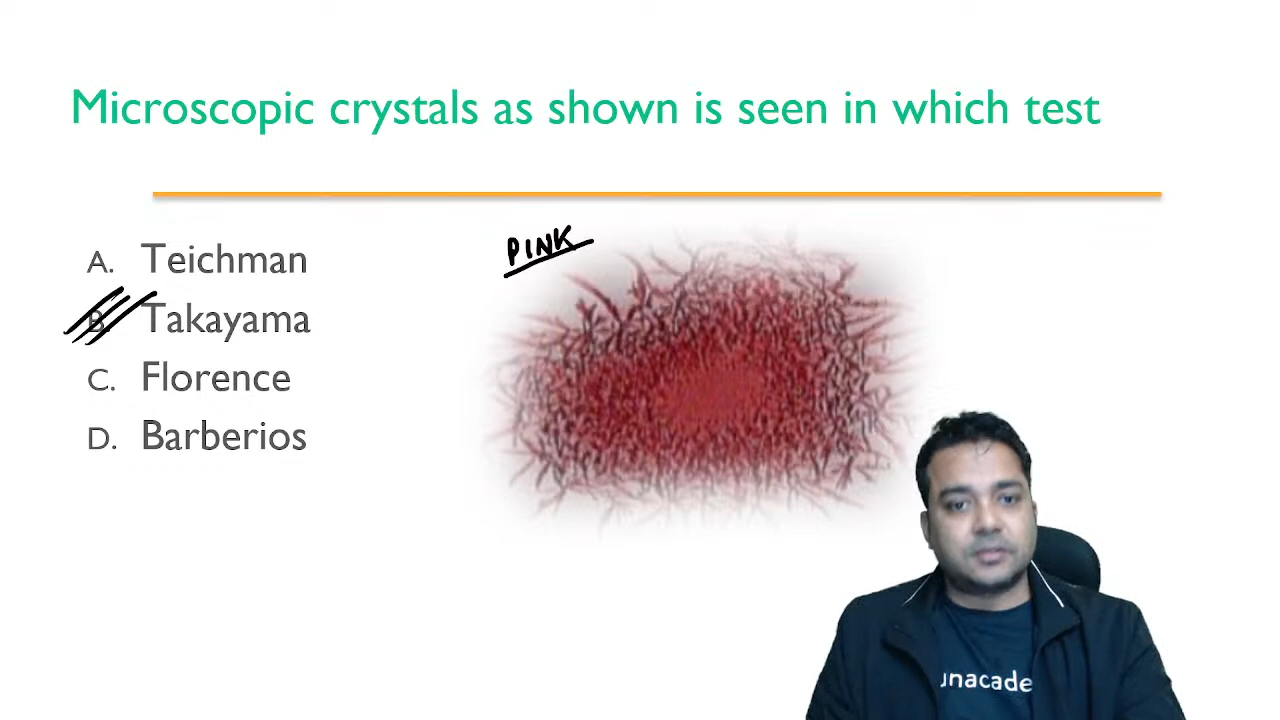 Microscopic crystals as shown is seen in which test
PINK
A. Teichman
B. Takayama
C. Florence
D. Barberios
unacade